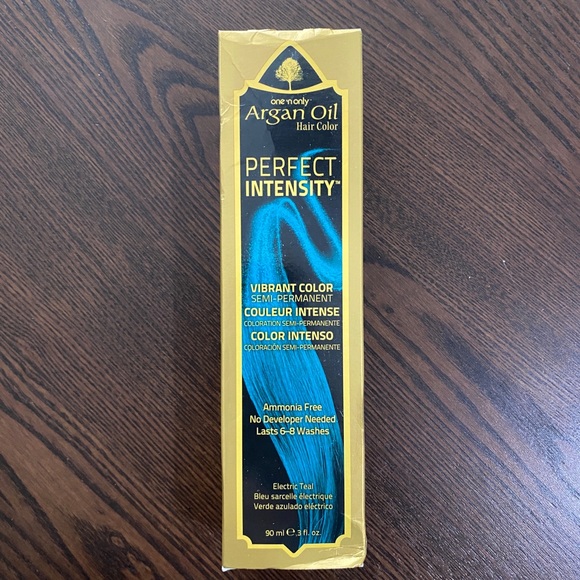 one 'n only™
Argan Oil
Hair Color
PERFECT
INTENSITY™
VIBRANT COLOR
SEMI-PERMANENT
COULEUR INTENSE
COLORATION SEMI-PERMANENTE
COLOR INTENSO
COLORACIÓN SEMI-PERMANENTE
Ammonia Free
No Developer Needed
Lasts 6-8 Washes
Electric Teal
Bleu sarcelle électrique
Verde azulado eléctrico
90 ml ℮ 3 fl. oz.